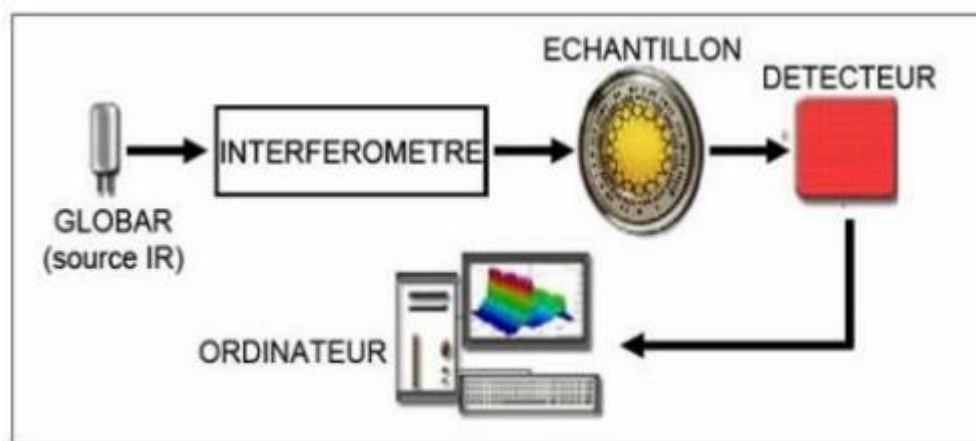 ECHANTILLON
DETECTEUR
INTERFEROMETRE
GLOBAR
(source IR)
ORDINATEUR